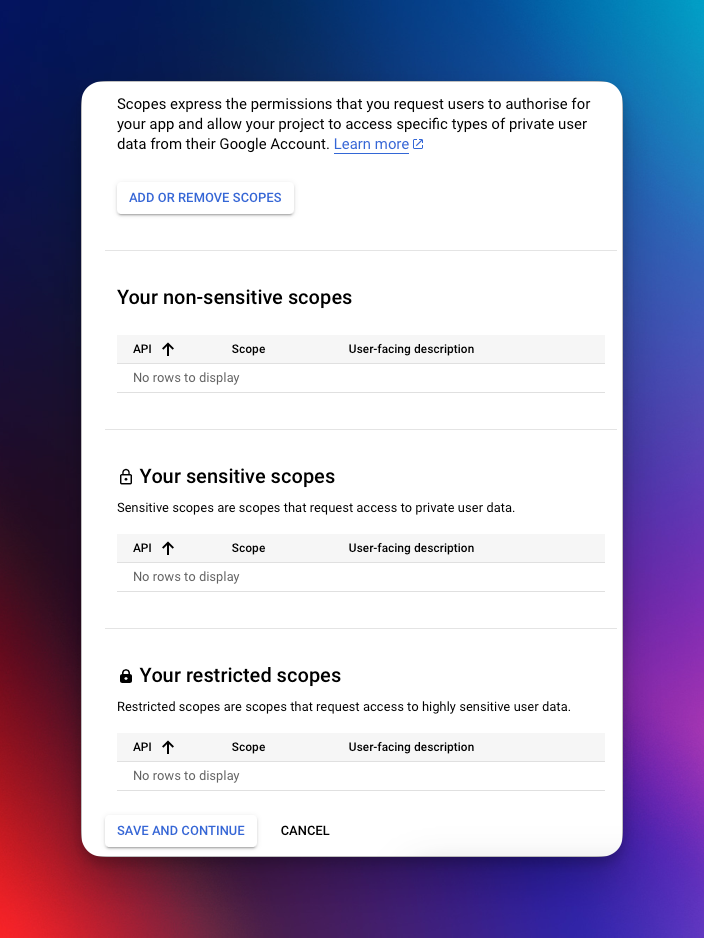 Scopes express the permissions that you request users to authorise for
your app and allow your project to access specific types of private user
data from their Google Account. Learn more
ADD OR REMOVE SCOPES
Your non-sensitive scopes
API Scope User-facing description
No rows to display
Your sensitive scopes
Sensitive scopes are scopes that request access to private user data.
API Scope User-facing description
No rows to display
Your restricted scopes
Restricted scopes are scopes that request access to highly sensitive user data.
API Scope User-facing description
No rows to display
SAVE AND CONTINUE CANCEL